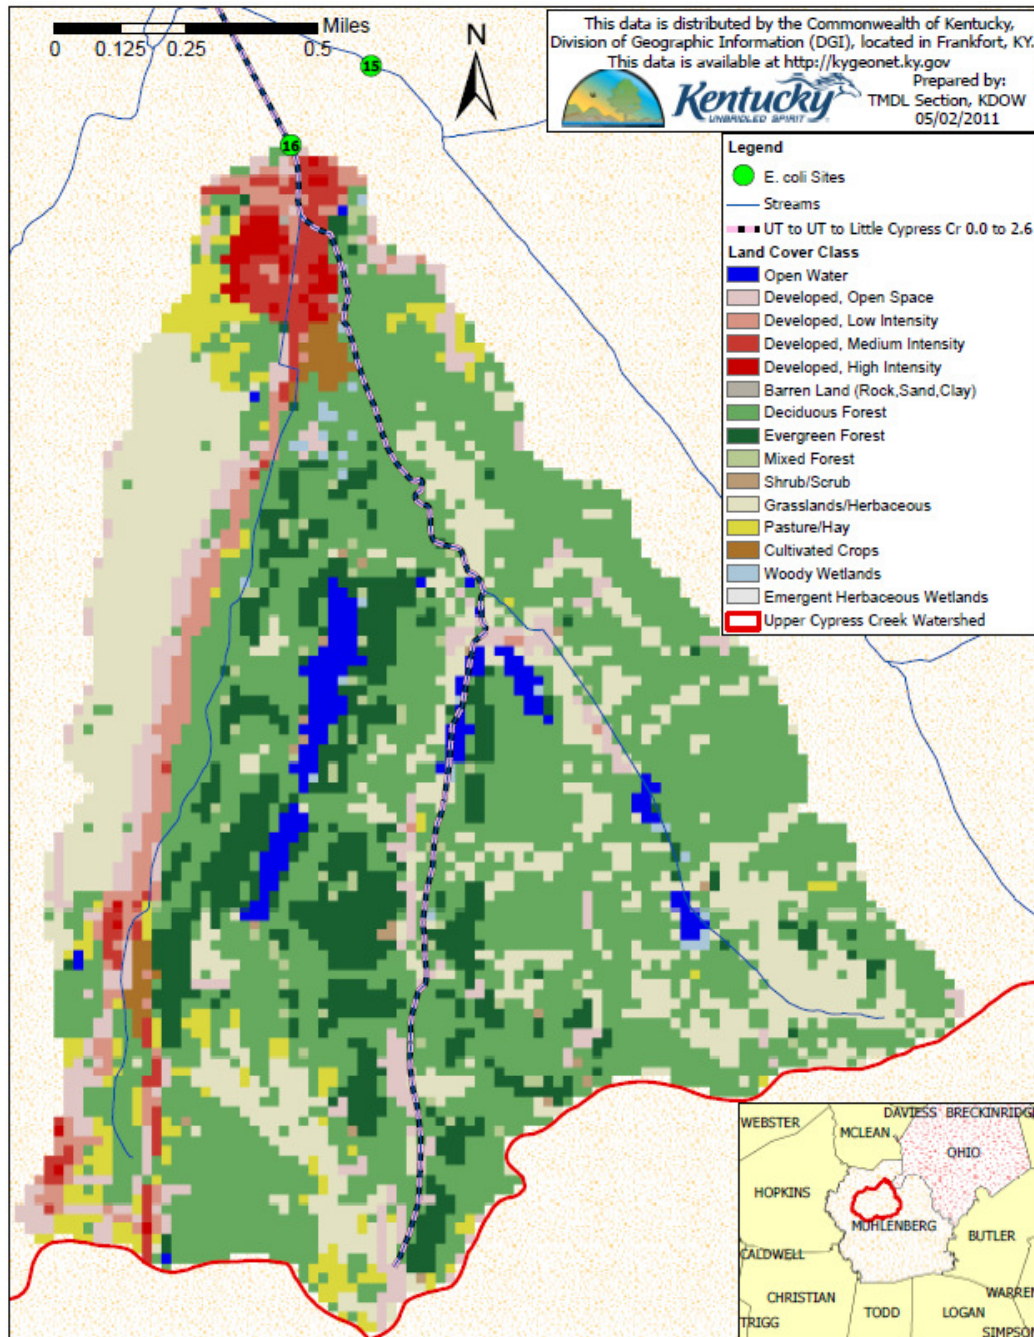 Miles
0 0.125 0.25 0.5
N
This data is distributed by the Commonwealth of Kentucky,
Division of Geographic Information (DGI), located in Frankfort, KY.
This data is available at http://kygeonet.ky.gov
Kentucky
UNBRIDLED SPIRIT
Prepared by:
TMDL Section, KDOW
05/02/2011
15
16
Legend
E. coli Sites
Streams
UT to UT to Little Cypress Cr 0.0 to 2.6
Land Cover Class
Open Water
Developed, Open Space
Developed, Low Intensity
Developed, Medium Intensity
Developed, High Intensity
Barren Land (Rock,Sand,Clay)
Deciduous Forest
Evergreen Forest
Mixed Forest
Shrub/Scrub
Grasslands/Herbaceous
Pasture/Hay
Cultivated Crops
Woody Wetlands
Emergent Herbaceous Wetlands
Upper Cypress Creek Watershed
WEBSTER
DAVIESS BRECKINRIDGE
MCLEAN
OHIO
HOPKINS
MUHLENBERG
BUTLER
CALDWELL
CHRISTIAN
WARREN
TRIGG
TODD
LOGAN
SIMPSON